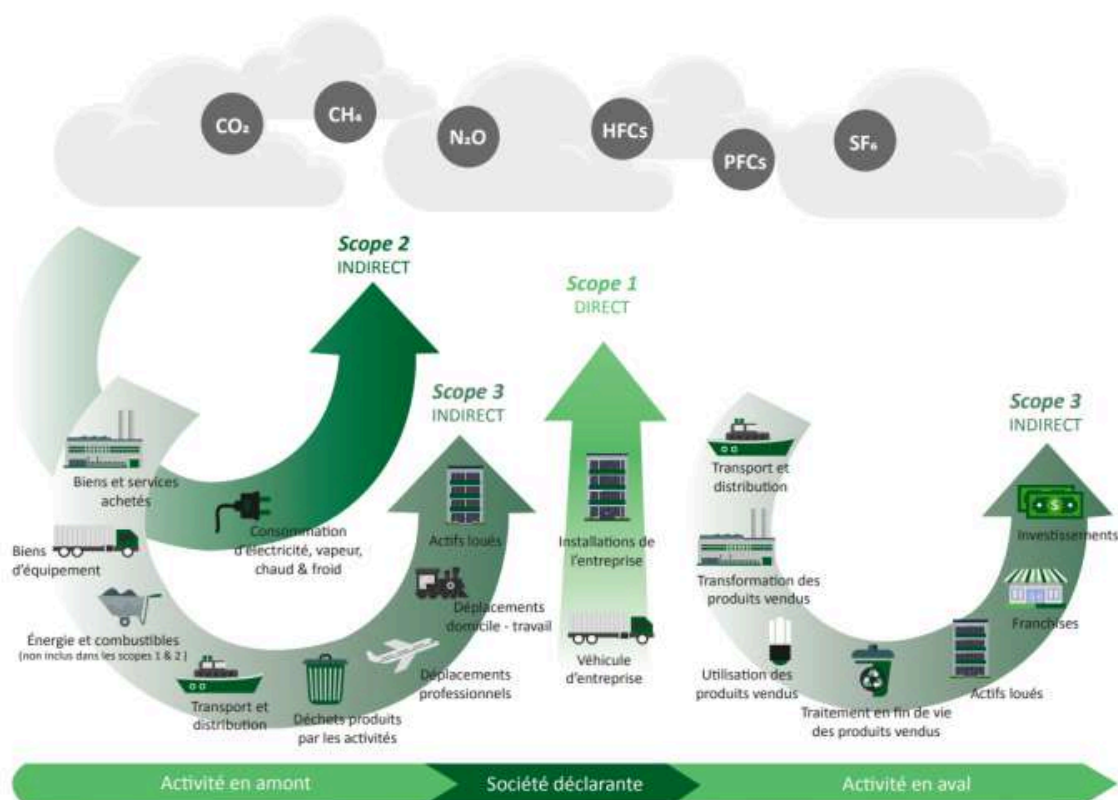 CO₂
CH₄
N₂O
HFCs
PFCs
SF₆
Scope 2
INDIRECT
Scope 1
DIRECT
Scope 3
INDIRECT
Scope 3
INDIRECT
Biens et services
achetés
Biens
d'équipement
Énergie et combustibles
(non inclus dans les scopes 1 & 2 )
Transport et
distribution
Déchets produits
par les activités
Déplacements
professionnels
Déplacements
domicile - travail
Actifs loués
Consommation
d'électricité, vapeur,
chaud & froid
Installations de
l'entreprise
Véhicule
d'entreprise
Transport et
distribution
Transformation des
produits vendus
Utilisation des
produits vendus
Traitement en fin de vie
des produits vendus
Actifs loués
Franchises
$
Investissements
Activité en amont
Société déclarante
Activité en aval